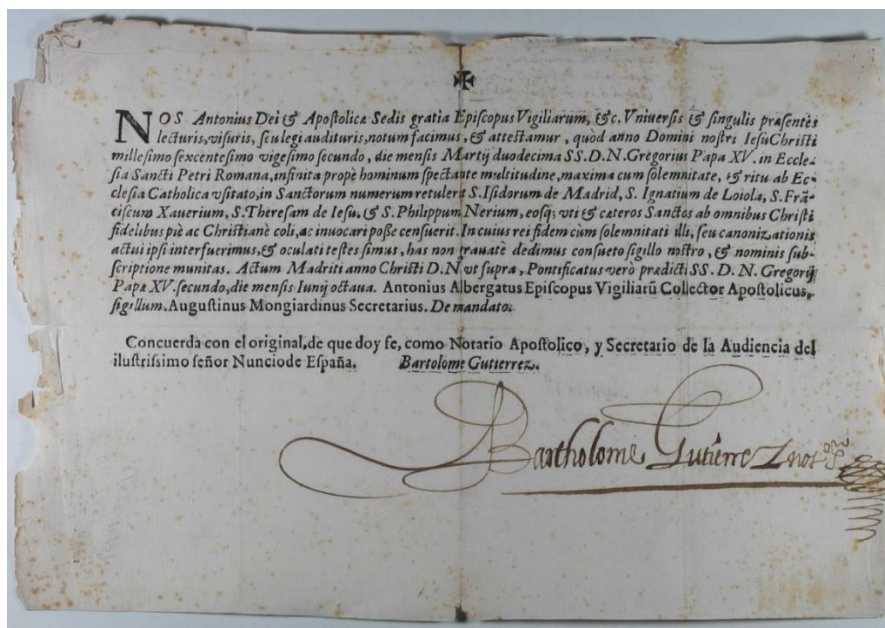 ✠
NOS Antonius Dei & Apoſtolicæ Sedis gratia Epiſcopus Vigiliarum, &c. Vniuerſis & ſingulis præſentes
lecturis, viſuris, ſeu legi audituris, notum facimus, & atteſtamur, quòd anno Domini noſtri IeſuChriſti
milleſimo ſexcenteſimo vigeſimo ſecundo, die menſis Martij duodecima SS. D. N. Gregorius Papa XV. in Eccle-
ſia Sancti Petri Romana, infinita propè hominum ſpectante multitudine, maxima cum ſolemnitate, & ritu ab Ec-
cleſia Catholica vſitato, in Sanctorum numerum retulerit S. Iſidorum de Madrid, S. Ignatium de Loiola, S. Frã-
ciſcum Xauerium, S. Thereſam de Ieſu. & S. Philippum Nerium, eoſq; vti & cæteros Sanctos ab omnibus Chriſti
fidelibus piè ac Chriſtianè coli, ac inuocari poſſe cenſuerit. In cuius rei fidem cùm ſolemnitati illi, ſeu canonizationis
actui ipſi interfuerimus, & oculati teſtes ſimus, has non grauatè dedimus conſueto ſigillo noſtro, & nominis ſub-
ſcriptione munitas. Actum Madriti anno Chriſti D. N vt ſupra, Pontificatus verò prædicti SS. D. N. Gregorij
Papæ XV. ſecundo, die menſis Iunij octaua. Antonius Albergatus Epiſcopus Vigiliarũ Collector Apoſtolicus,
ſigillum. Auguſtinus Mongiardinus Secretarius. De mandato.
Concuerda con el original, de que doy fe, como Notario Apoſtolico, y Secretario de la Audiencia del
iluſtriſsimo ſeñor Nunciode Eſpaña. Bartolome Gutierrez.
Bartholome Gutierrez